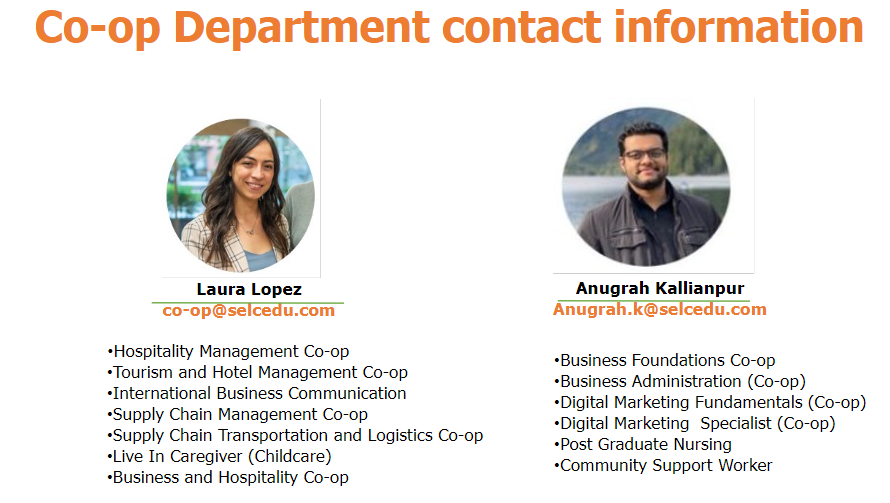 Co-op Department contact information
Laura Lopez
co-op@selcedu.com
•Hospitality Management Co-op
•Tourism and Hotel Management Co-op
•International Business Communication
•Supply Chain Management Co-op
•Supply Chain Transportation and Logistics Co-op
•Live In Caregiver (Childcare)
•Business and Hospitality Co-op
Anugrah Kallianpur
Anugrah.k@selcedu.com
•Business Foundations Co-op
•Business Administration (Co-op)
•Digital Marketing Fundamentals (Co-op)
•Digital Marketing  Specialist (Co-op)
•Post Graduate Nursing
•Community Support Worker